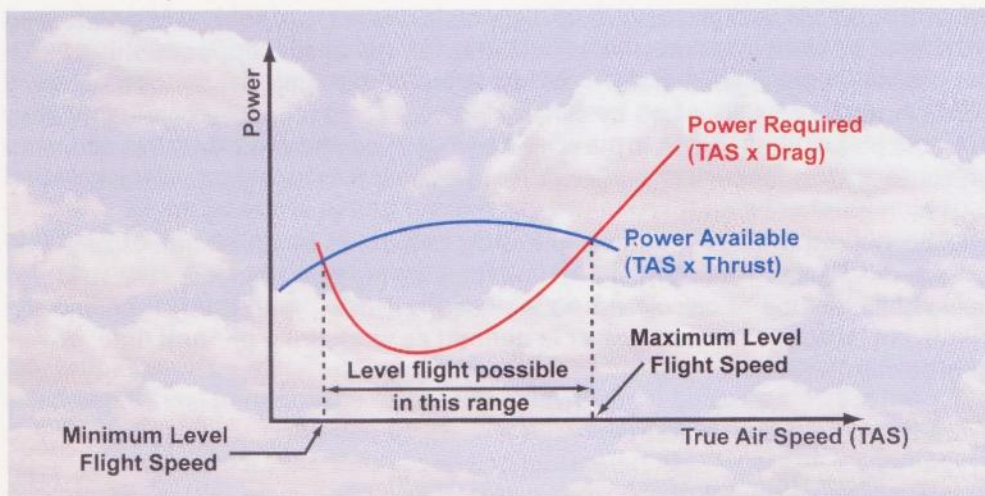 Power
Power Required
(TAS x Drag)
Power Available
(TAS x Thrust)
Maximum Level
Flight Speed
Level flight possible
in this range
Minimum Level
Flight Speed
True Air Speed (TAS)